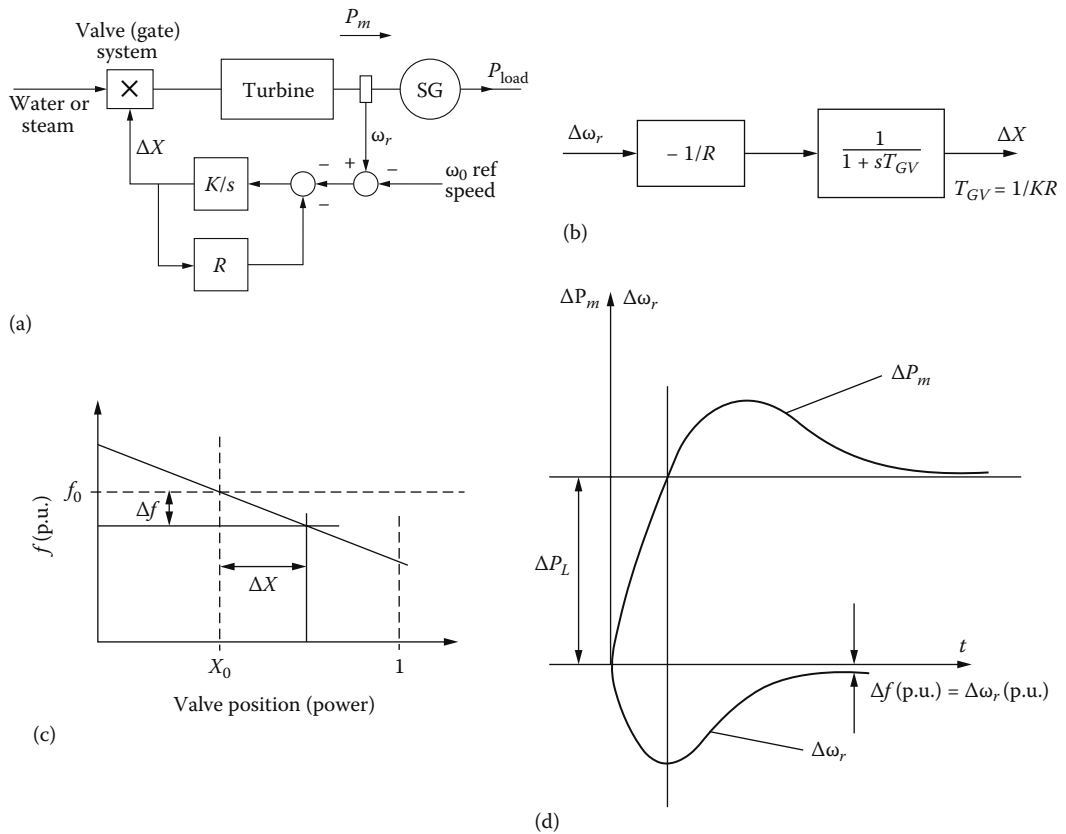 Valve (gate)
system
P_m
Turbine
SG
P_load
Water or
steam
ΔX
ω_r
K/s
–
+
–
ω_0 ref
speed
–
R
(a)
Δω_r
– 1/R
1
1 + sT_GV
ΔX
T_GV = 1/KR
(b)
f (p.u.)
f_0
Δf
ΔX
X_0
1
Valve position (power)
(c)
ΔP_m
Δω_r
ΔP_m
ΔP_L
t
Δf (p.u.) = Δω_r (p.u.)
Δω_r
(d)